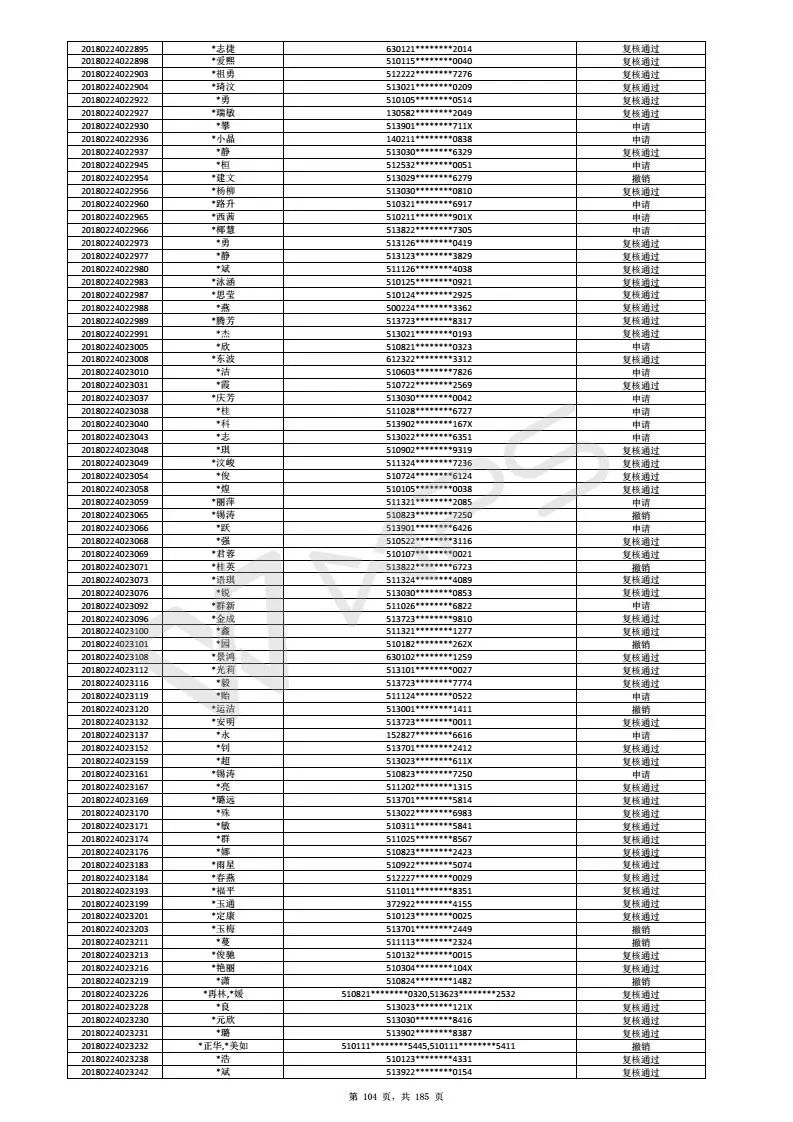 20180224022895 *志捷 630121********2014 复核通过
20180224022898 *爱熙 510115********0040 复核通过
20180224022903 *祖勇 512222********7276 复核通过
20180224022904 *琦汶 513021********0209 复核通过
20180224022922 *勇 510105********0514 复核通过
20180224022927 *瑞敏 130582********2049 复核通过
20180224022930 *攀 513901********711X 申请
20180224022936 *小晶 140211********0838 申请
20180224022937 *静 513030********6329 复核通过
20180224022945 *桓 512532********0051 申请
20180224022954 *建文 513029********6279 撤销
20180224022956 *杨柳 513030********0810 复核通过
20180224022960 *路升 510321********6917 申请
20180224022965 *西茜 510211********901X 申请
20180224022966 *椰慧 513822********7305 申请
20180224022973 *勇 513126********0419 复核通过
20180224022977 *静 513123********3829 复核通过
20180224022980 *斌 511126********4038 复核通过
20180224022983 *泳涵 510125********0921 复核通过
20180224022987 *思莹 510124********2925 复核通过
20180224022988 *燕 500224********3362 复核通过
20180224022989 *腾芳 513723********8317 复核通过
20180224022991 *杰 513021********0193 复核通过
20180224023005 *欣 510821********0323 申请
20180224023008 *东波 612322********3312 复核通过
20180224023010 *洁 510603********7826 申请
20180224023031 *霞 510722********2569 复核通过
20180224023037 *庆芳 513030********0042 申请
20180224023038 *桂 511028********6727 申请
20180224023040 *科 513902********167X 申请
20180224023043 *志 513022********6351 申请
20180224023048 *琪 510902********9319 复核通过
20180224023049 *汶峻 511324********7236 复核通过
20180224023054 *俊 510724********6124 复核通过
20180224023058 *煌 510105********0038 复核通过
20180224023059 *丽萍 511321********2085 申请
20180224023065 *锡涛 510823********7250 撤销
20180224023066 *跃 513901********6426 申请
20180224023068 *强 510522********3116 复核通过
20180224023069 *君蓉 510107********0021 复核通过
20180224023071 *桂英 513822********6723 撤销
20180224023073 *语琪 511324********4089 复核通过
20180224023076 *锐 513030********0853 复核通过
20180224023092 *群新 511026********6822 申请
20180224023096 *金成 513723********9810 复核通过
20180224023100 *鑫 511321********1277 复核通过
20180224023101 *园 510182********262X 撤销
20180224023108 *景鸿 630102********1259 复核通过
20180224023112 *光莉 513101********0027 复核通过
20180224023116 *毅 513723********7774 复核通过
20180224023119 *贻 511124********0522 申请
20180224023120 *运洁 513001********1411 撤销
20180224023132 *安明 513723********0011 复核通过
20180224023137 *永 152827********6616 申请
20180224023152 *钊 513701********2412 复核通过
20180224023159 *超 513023********611X 复核通过
20180224023161 *锡涛 510823********7250 申请
20180224023167 *亮 511202********1315 复核通过
20180224023169 *璐远 513701********5814 复核通过
20180224023170 *殊 513022********6983 复核通过
20180224023171 *敏 510311********5841 复核通过
20180224023174 *群 511025********8567 复核通过
20180224023176 *娜 510823********2423 复核通过
20180224023183 *雨星 510922********5074 复核通过
20180224023184 *春燕 512227********0029 复核通过
20180224023193 *福平 511011********8351 复核通过
20180224023199 *玉通 372922********4155 复核通过
20180224023201 *定康 510123********0025 复核通过
20180224023203 *玉梅 513701********2449 撤销
20180224023211 *蔓 511113********2324 撤销
20180224023213 *俊驰 510132********0015 复核通过
20180224023216 *艳丽 510304********104X 复核通过
20180224023219 *潇 510824********1482 撤销
20180224023226 *再林,*媛 510821********0320,513623********2532 复核通过
20180224023228 *良 513023********121X 复核通过
20180224023230 *元欣 513030********8416 复核通过
20180224023231 *璐 513902********8387 复核通过
20180224023232 *正华,*美如 510111********5445,510111********5411 撤销
20180224023238 *浩 510123********4331 复核通过
20180224023242 *斌 513922********0154 复核通过
第 104 页，共 185 页